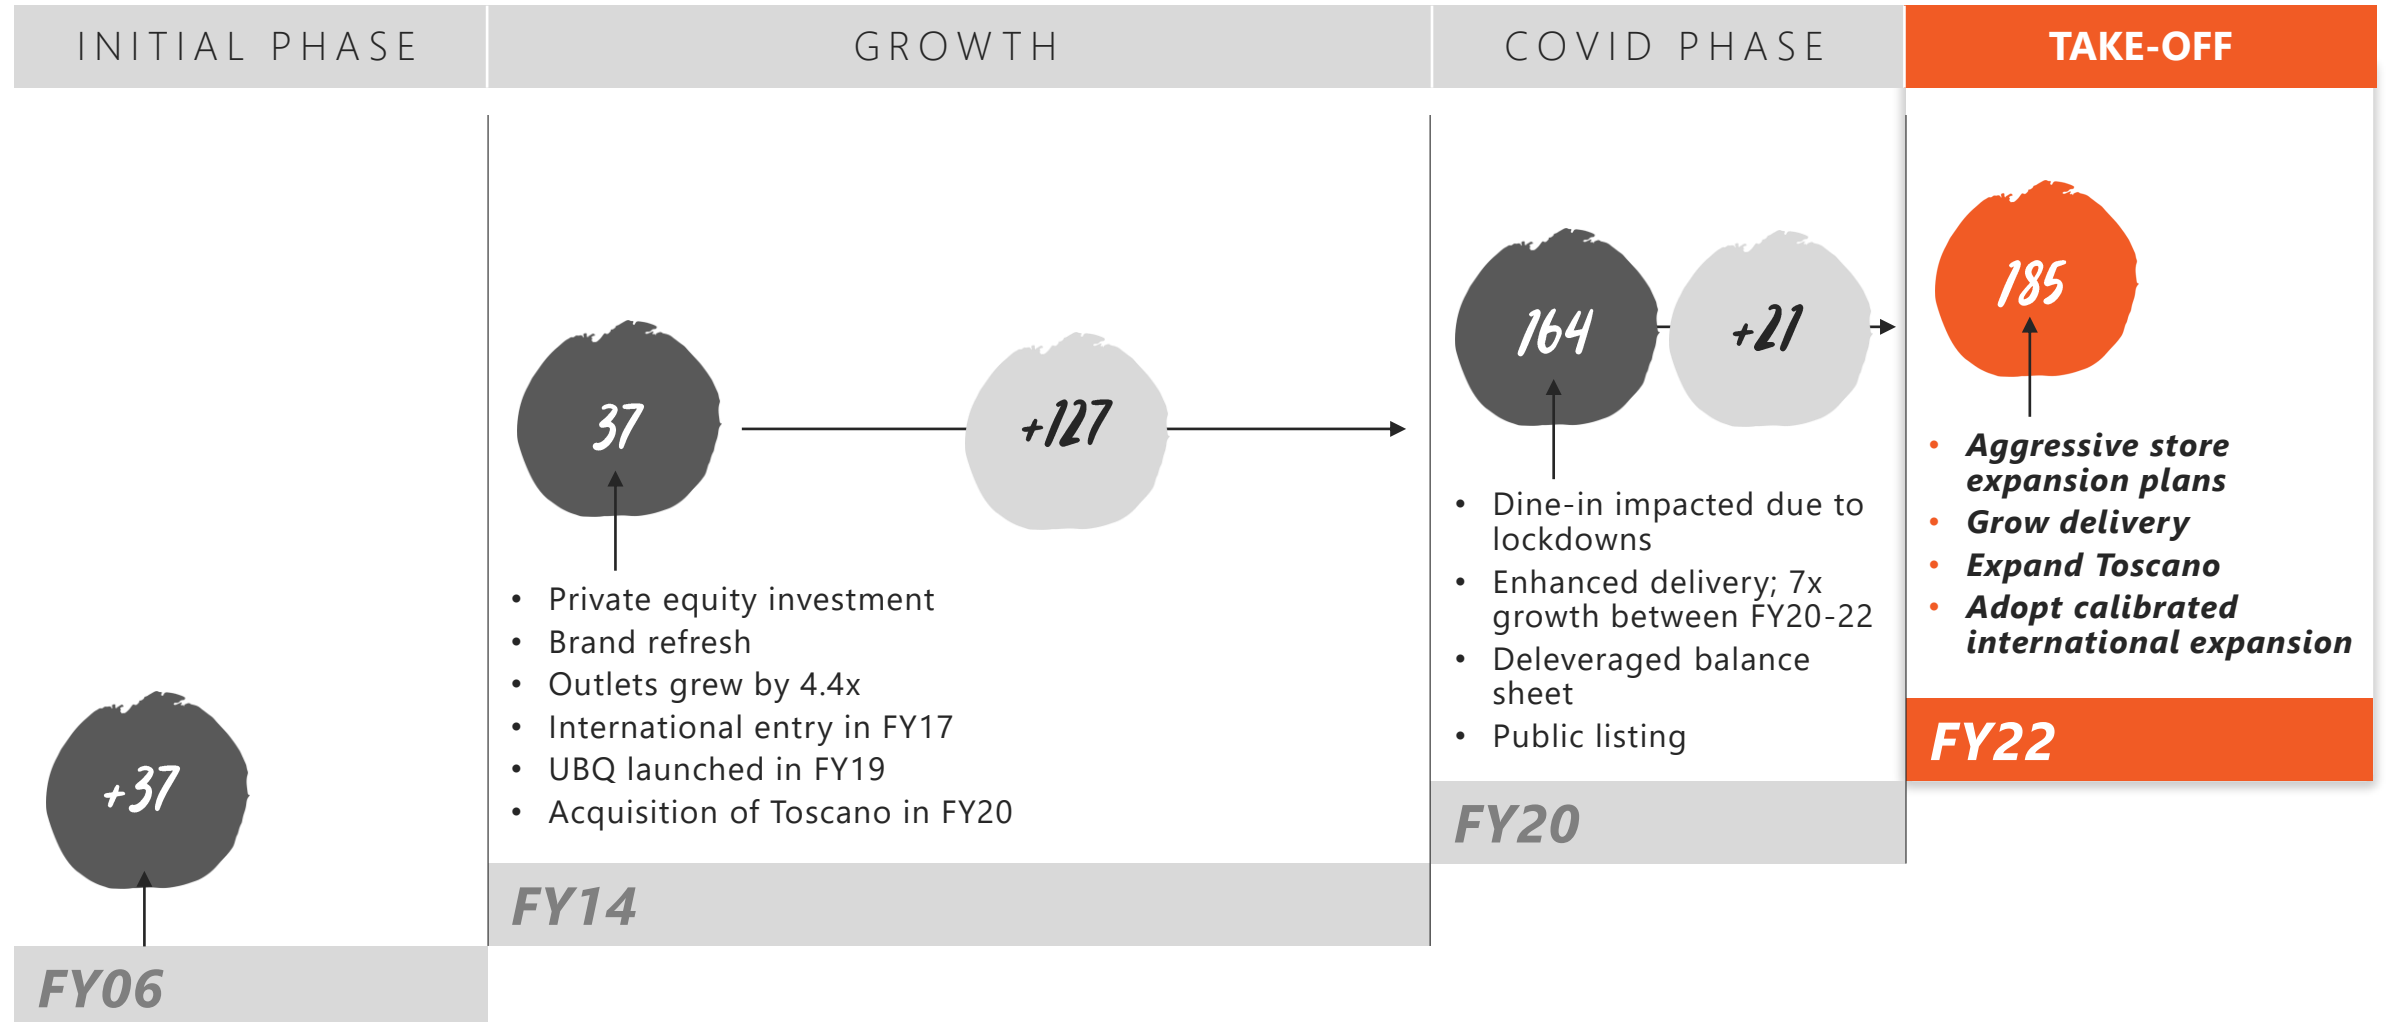 INITIAL PHASE
+37
FY06
GROWTH
37
+127
• Private equity investment
• Brand refresh
• Outlets grew by 4.4x
• International entry in FY17
• UBQ launched in FY19
• Acquisition of Toscano in FY20
FY14
COVID PHASE
164
+21
• Dine-in impacted due to
lockdowns
• Enhanced delivery; 7x
growth between FY20-22
• Deleveraged balance
sheet
• Public listing
FY20
TAKE-OFF
185
• Aggressive store
expansion plans
• Grow delivery
• Expand Toscano
• Adopt calibrated
international expansion
FY22